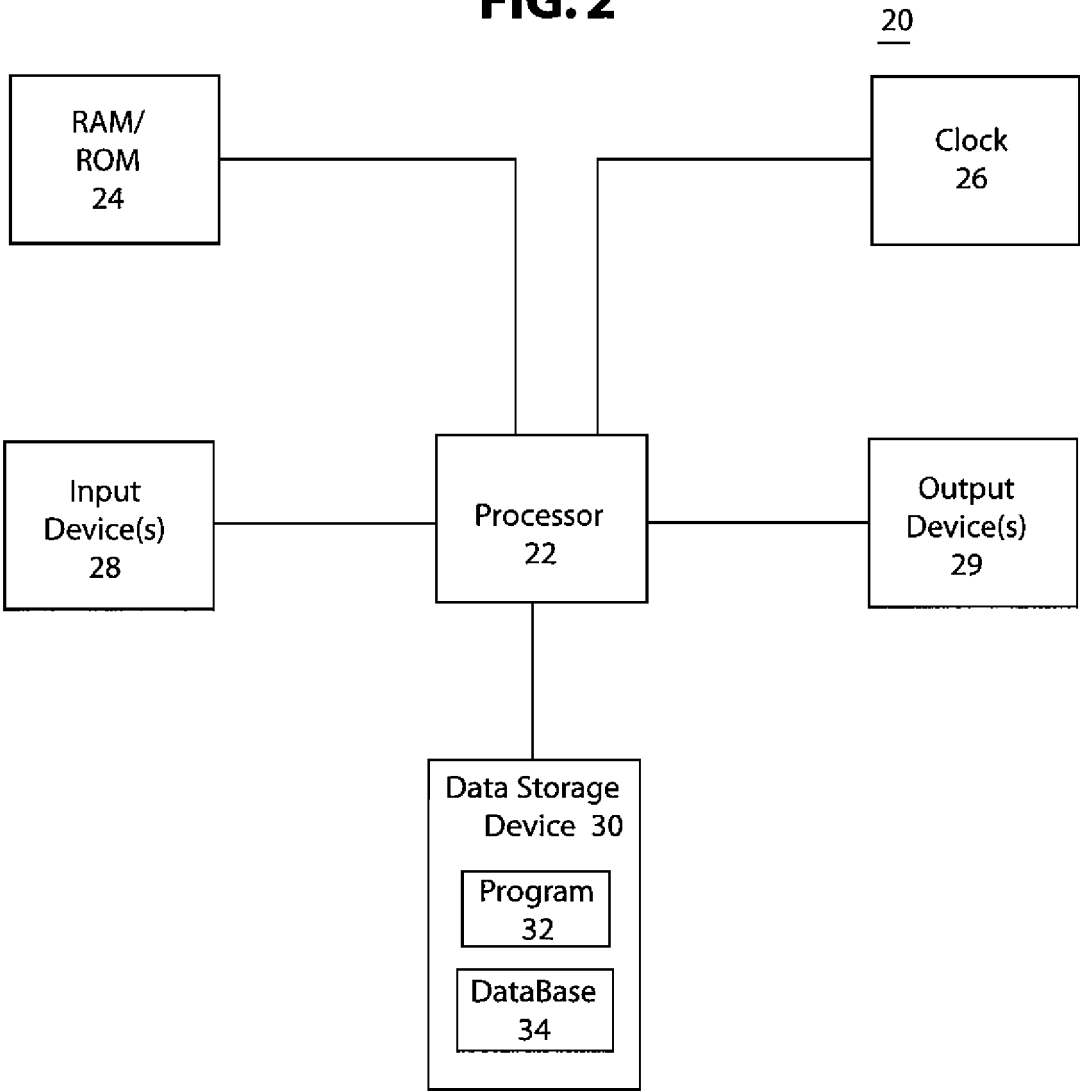 FIG. 2
20
RAM/
ROM
24
Clock
26
Input
Device(s)
28
Processor
22
Output
Device(s)
29
Data Storage
Device 30
Program
32
DataBase
34